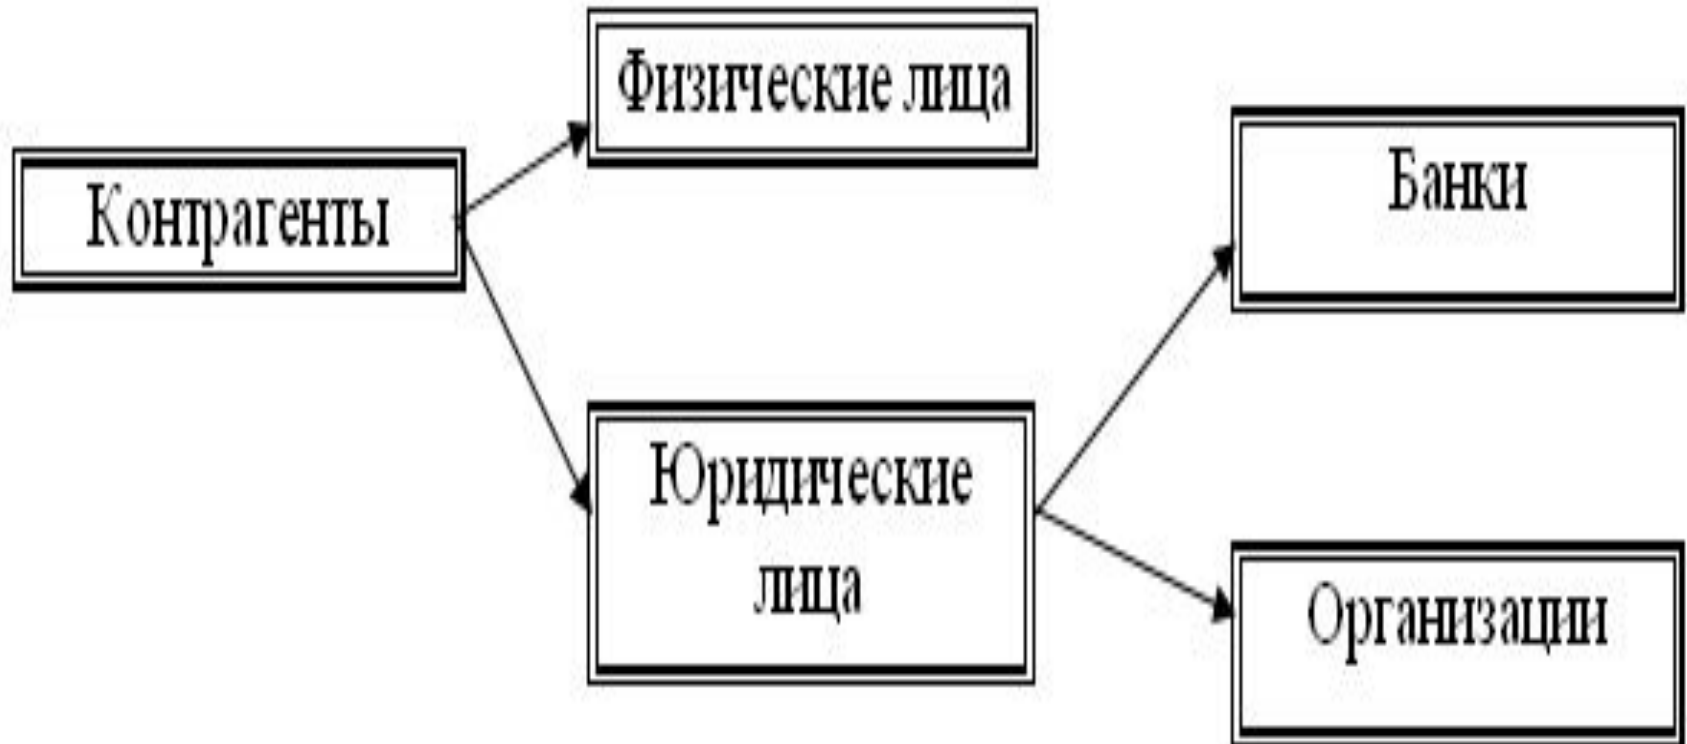 Физические лица
Контрагенты
Банки
Юридические
лица
Организации